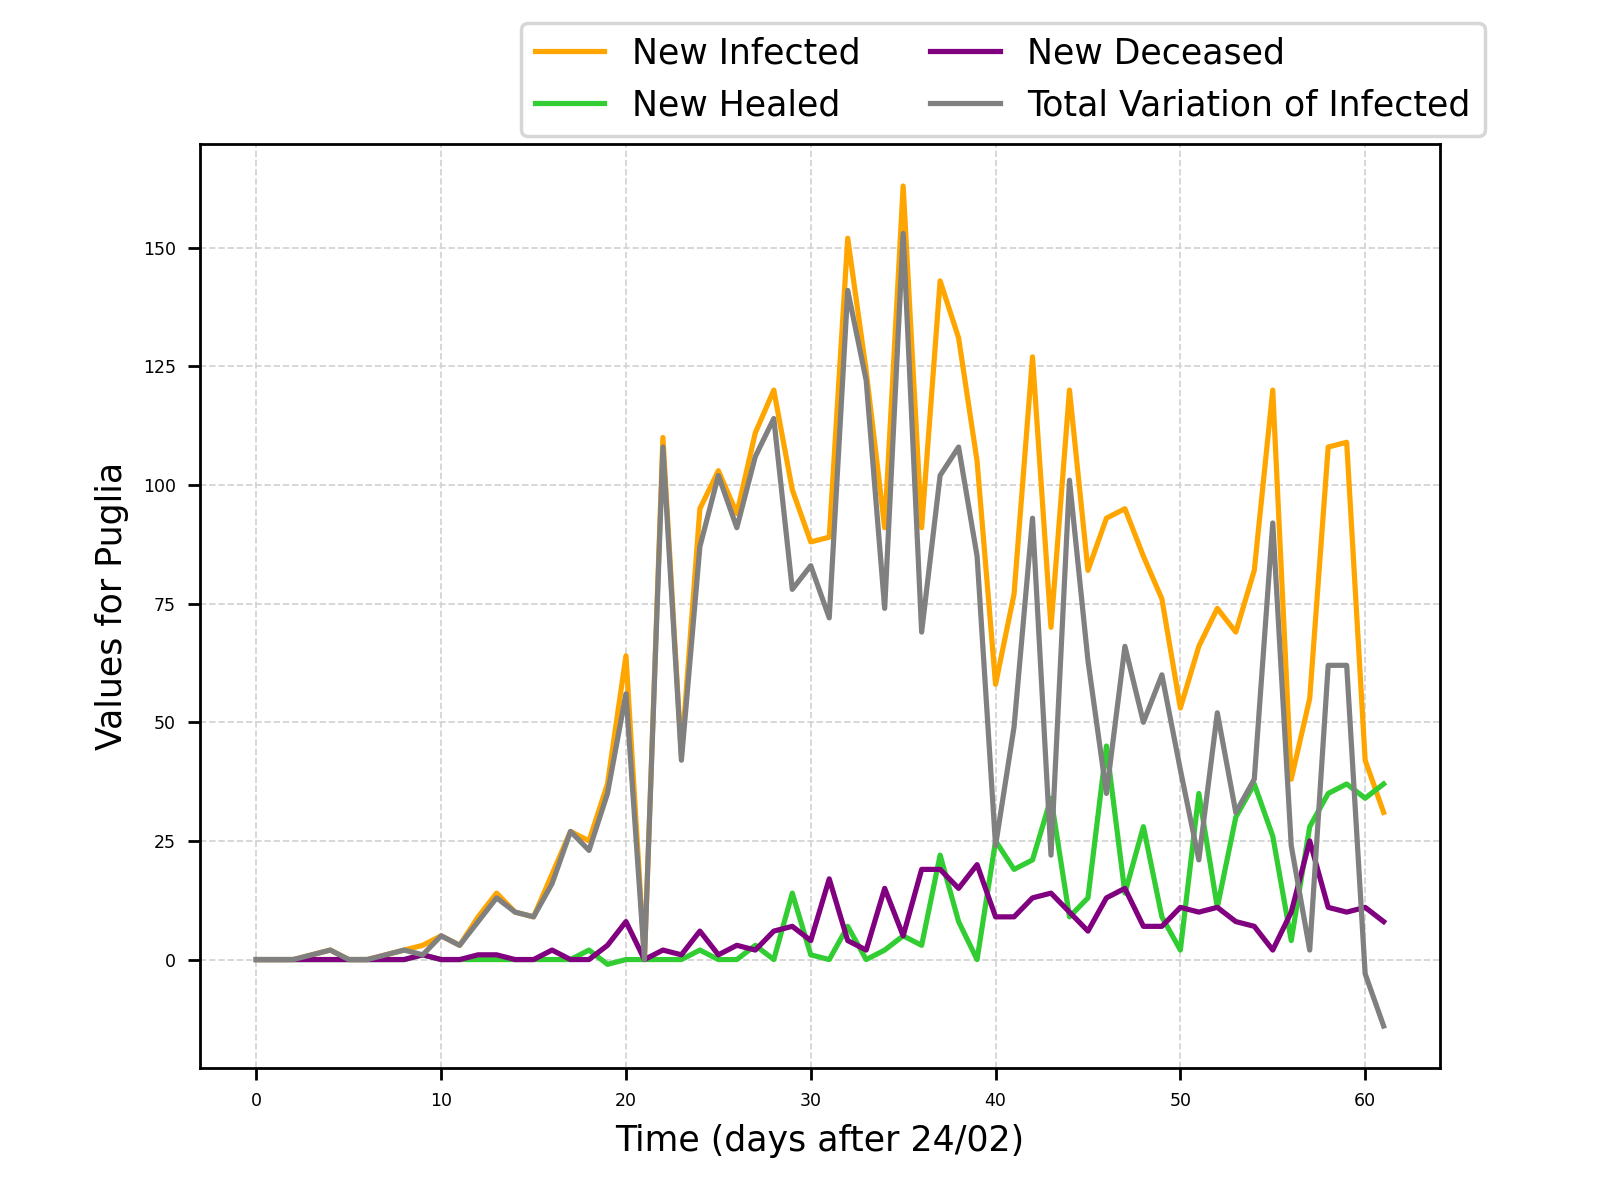 New Infected
New Healed
New Deceased
Total Variation of Infected
Values for Puglia
150
125
100
75
50
25
0
0 10 20 30 40 50 60
Time (days after 24/02)